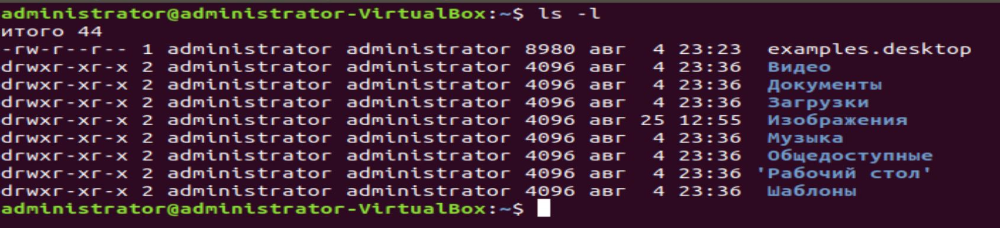 administrator@administrator-VirtualBox:~$ ls -l
итого 44
-rw-r--r-- 1 administrator administrator 8980 авг  4 23:23  examples.desktop
drwxr-xr-x 2 administrator administrator 4096 авг  4 23:36  Видео
drwxr-xr-x 2 administrator administrator 4096 авг  4 23:36  Документы
drwxr-xr-x 2 administrator administrator 4096 авг  4 23:36  Загрузки
drwxr-xr-x 2 administrator administrator 4096 авг 25 12:55  Изображения
drwxr-xr-x 2 administrator administrator 4096 авг  4 23:36  Музыка
drwxr-xr-x 2 administrator administrator 4096 авг  4 23:36  Общедоступные
drwxr-xr-x 2 administrator administrator 4096 авг  4 23:36 'Рабочий стол'
drwxr-xr-x 2 administrator administrator 4096 авг  4 23:36  Шаблоны
administrator@administrator-VirtualBox:~$